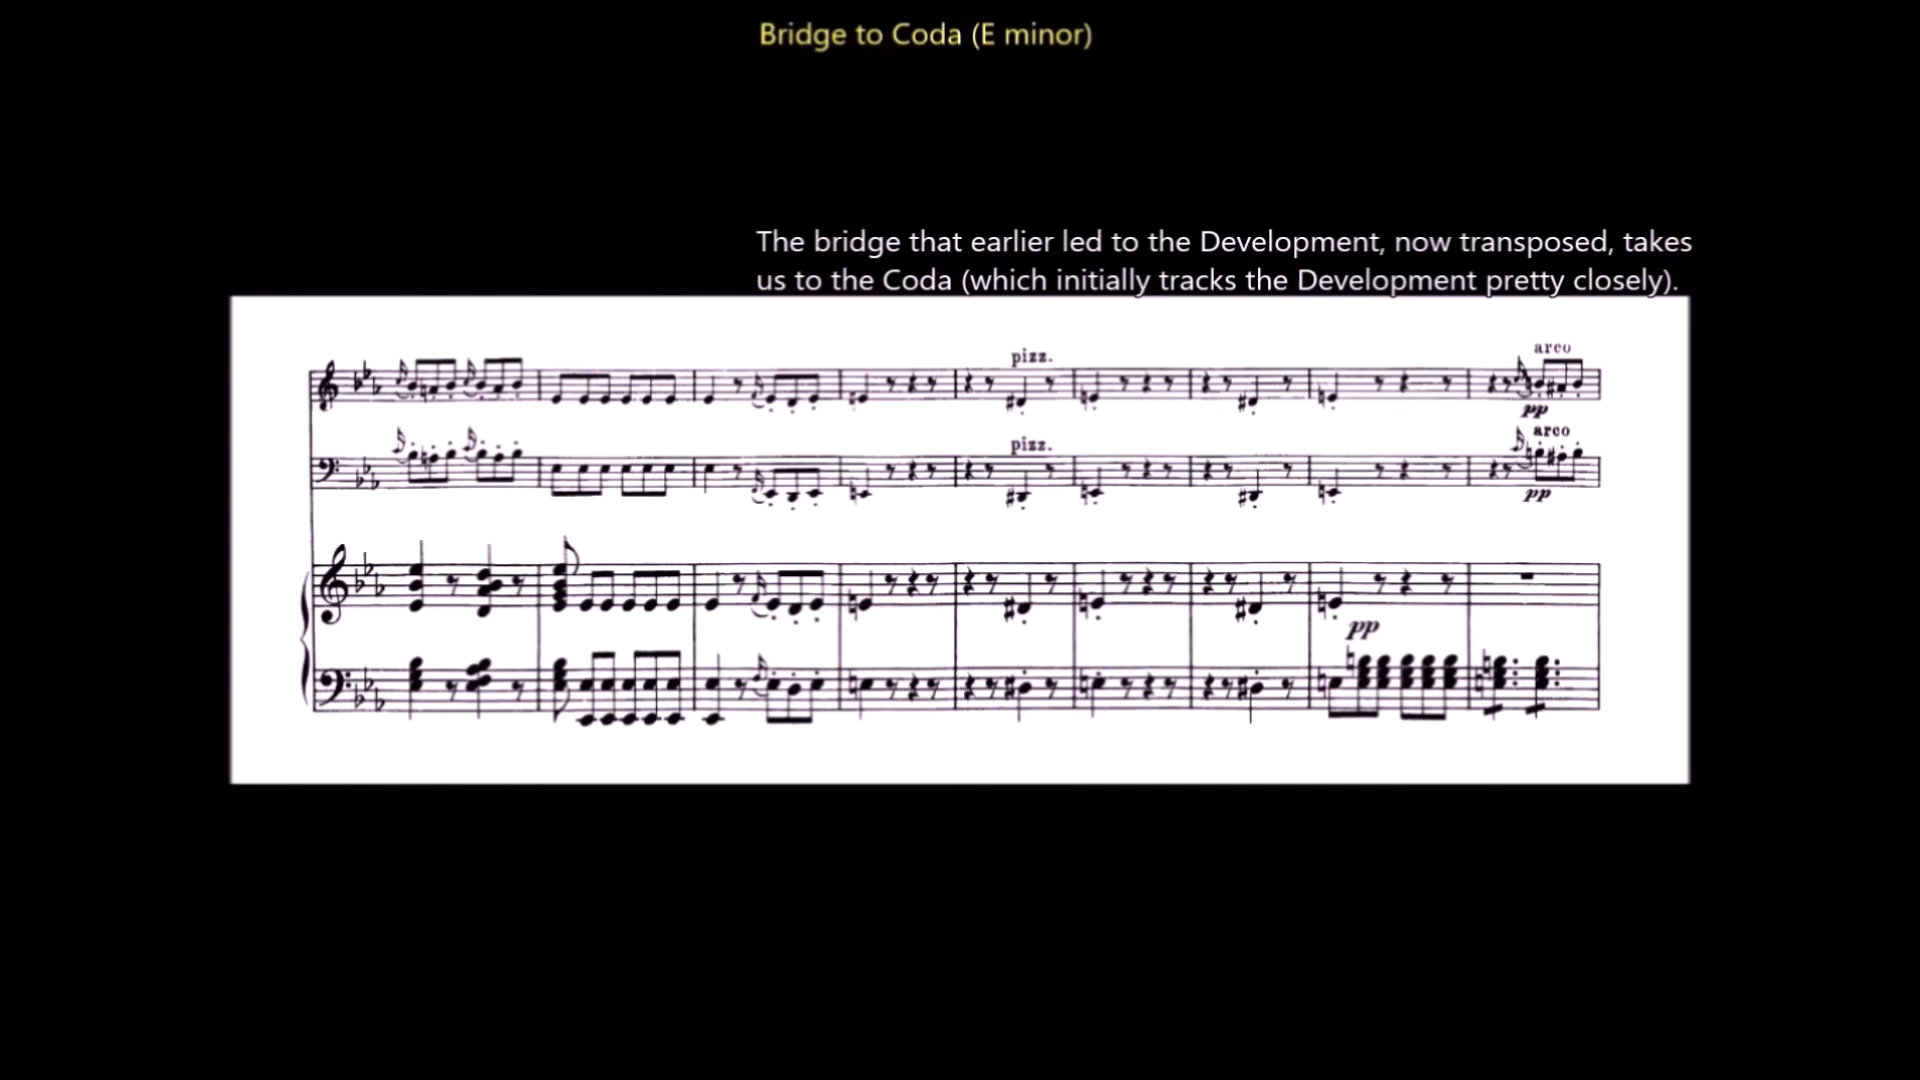 Bridge to Coda (E minor)
The bridge that earlier led to the Development, now transposed, takes
us to the Coda (which initially tracks the Development pretty closely).
pizz.
arco
pp
pizz.
arco
pp
pp